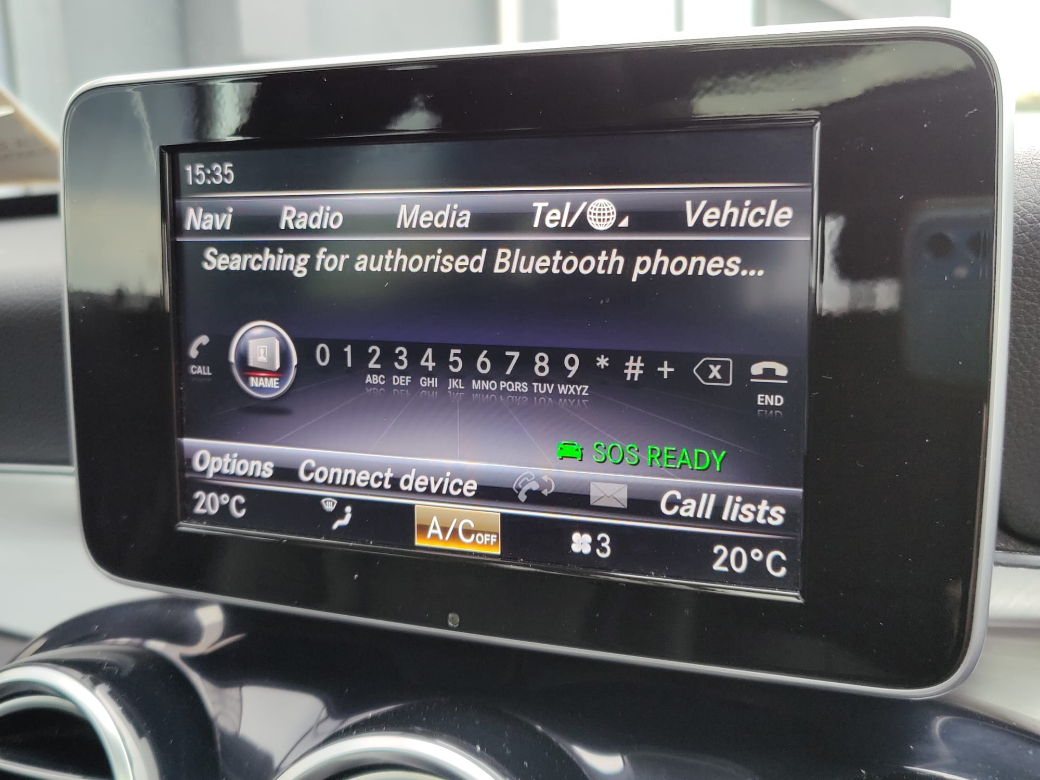 15:35
Navi Radio Media Tel/ Vehicle
Searching for authorised Bluetooth phones...
CALL NAME 0 1 2 3 4 5 6 7 8 9 * # + X END
ABC DEF GHI JKL MNO PQRS TUV WXYZ
SOS READY
Options Connect device Call lists
20°C A/C OFF 3 20°C